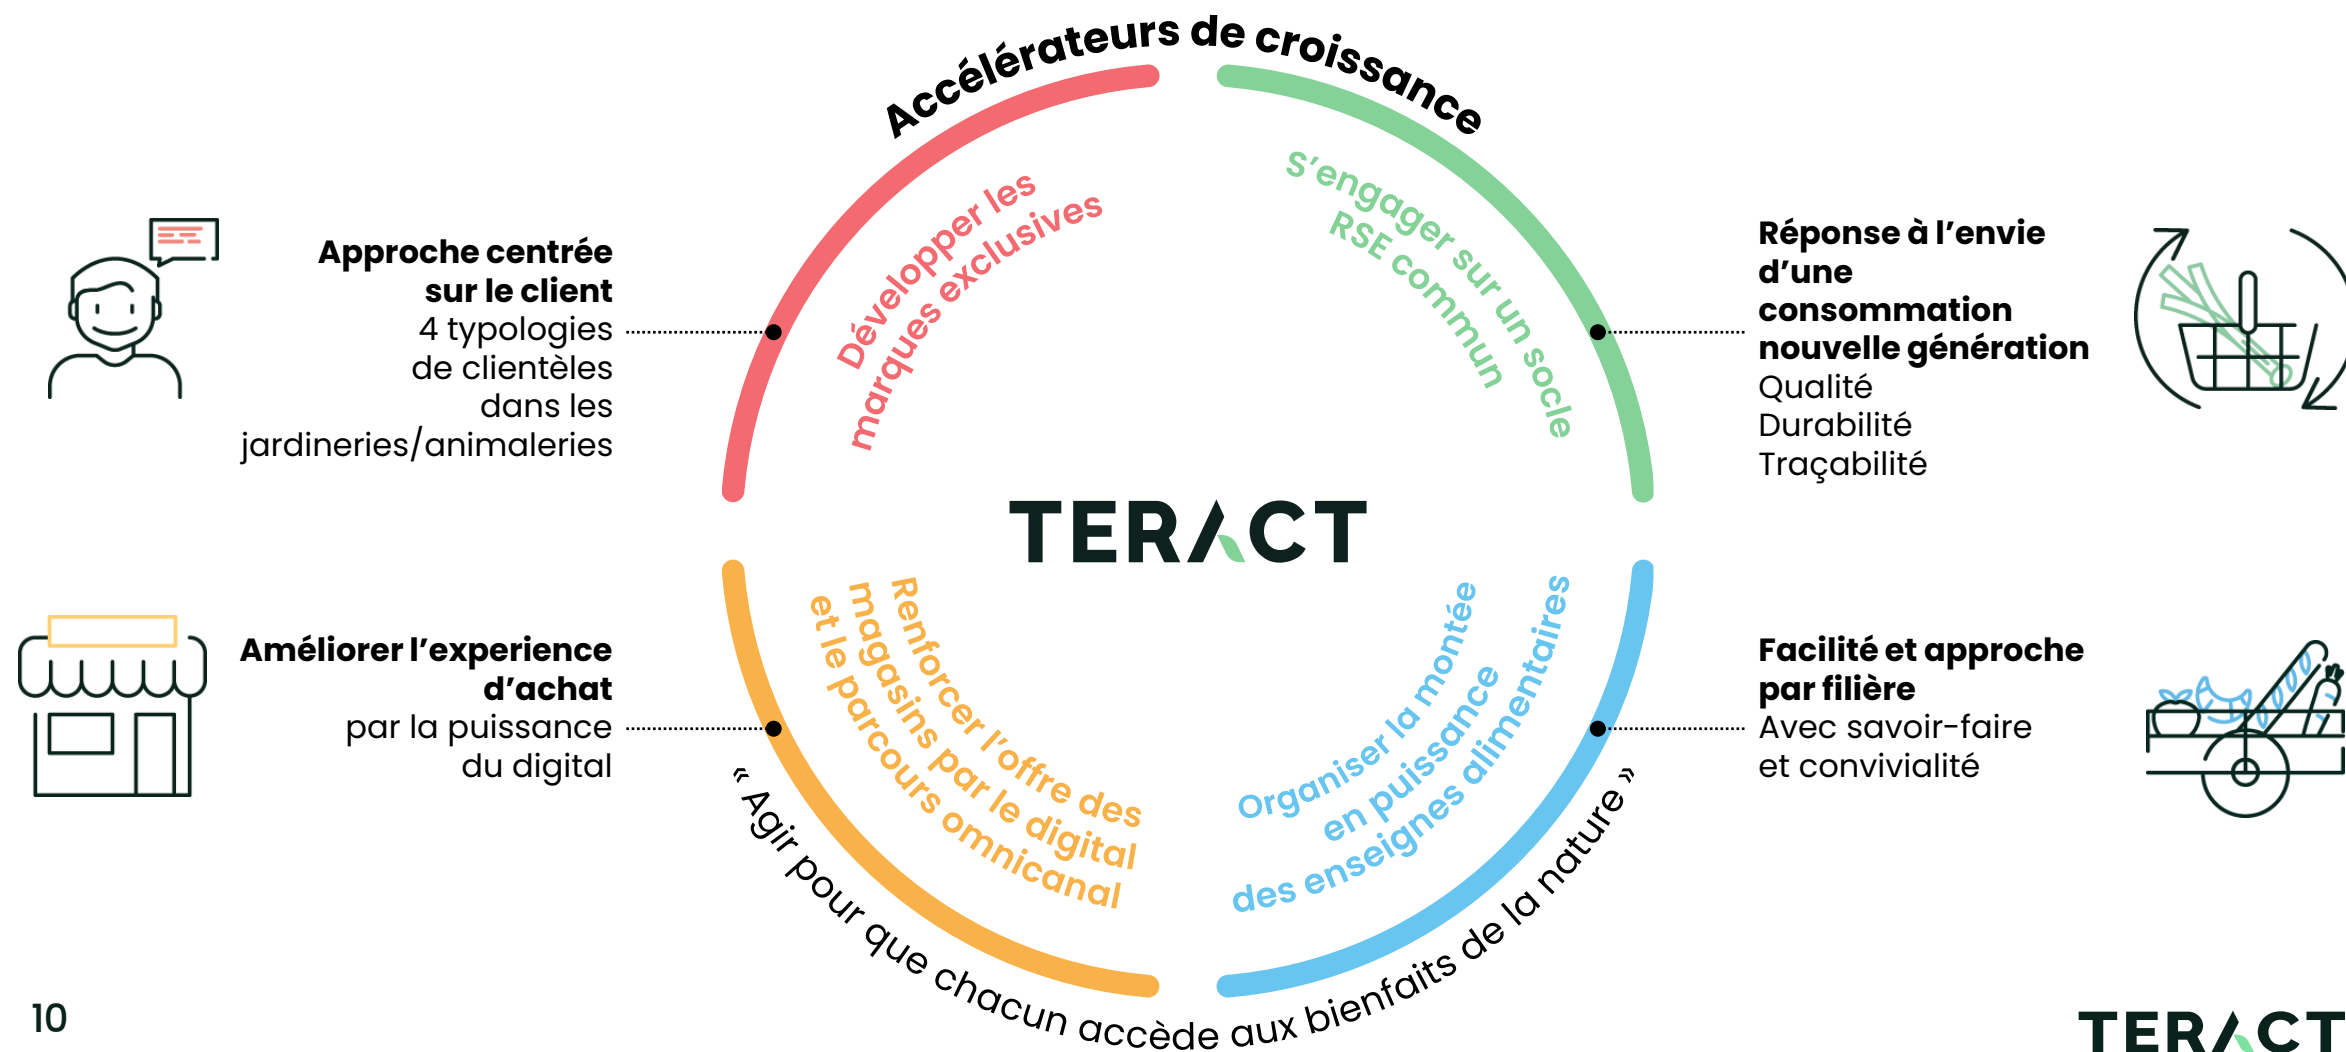 Accélérateurs de croissance
Développer les
marques exclusives
S'engager sur un socle
RSE commun
Approche centrée
sur le client
4 typologies
de clientèles
dans les
jardineries/animaleries
Réponse à l'envie
d'une
consommation
nouvelle génération
Qualité
Durabilité
Traçabilité
TERACT
Améliorer l'experience
d'achat
par la puissance
du digital
Renforcer l'offre des
magasins par le digital
et le parcours omnicanal
Organiser la montée
en puissance
des enseignes alimentaires
Facilité et approche
par filière
Avec savoir-faire
et convivialité
« Agir pour que chacun accède aux bienfaits de la nature »
10
TERACT